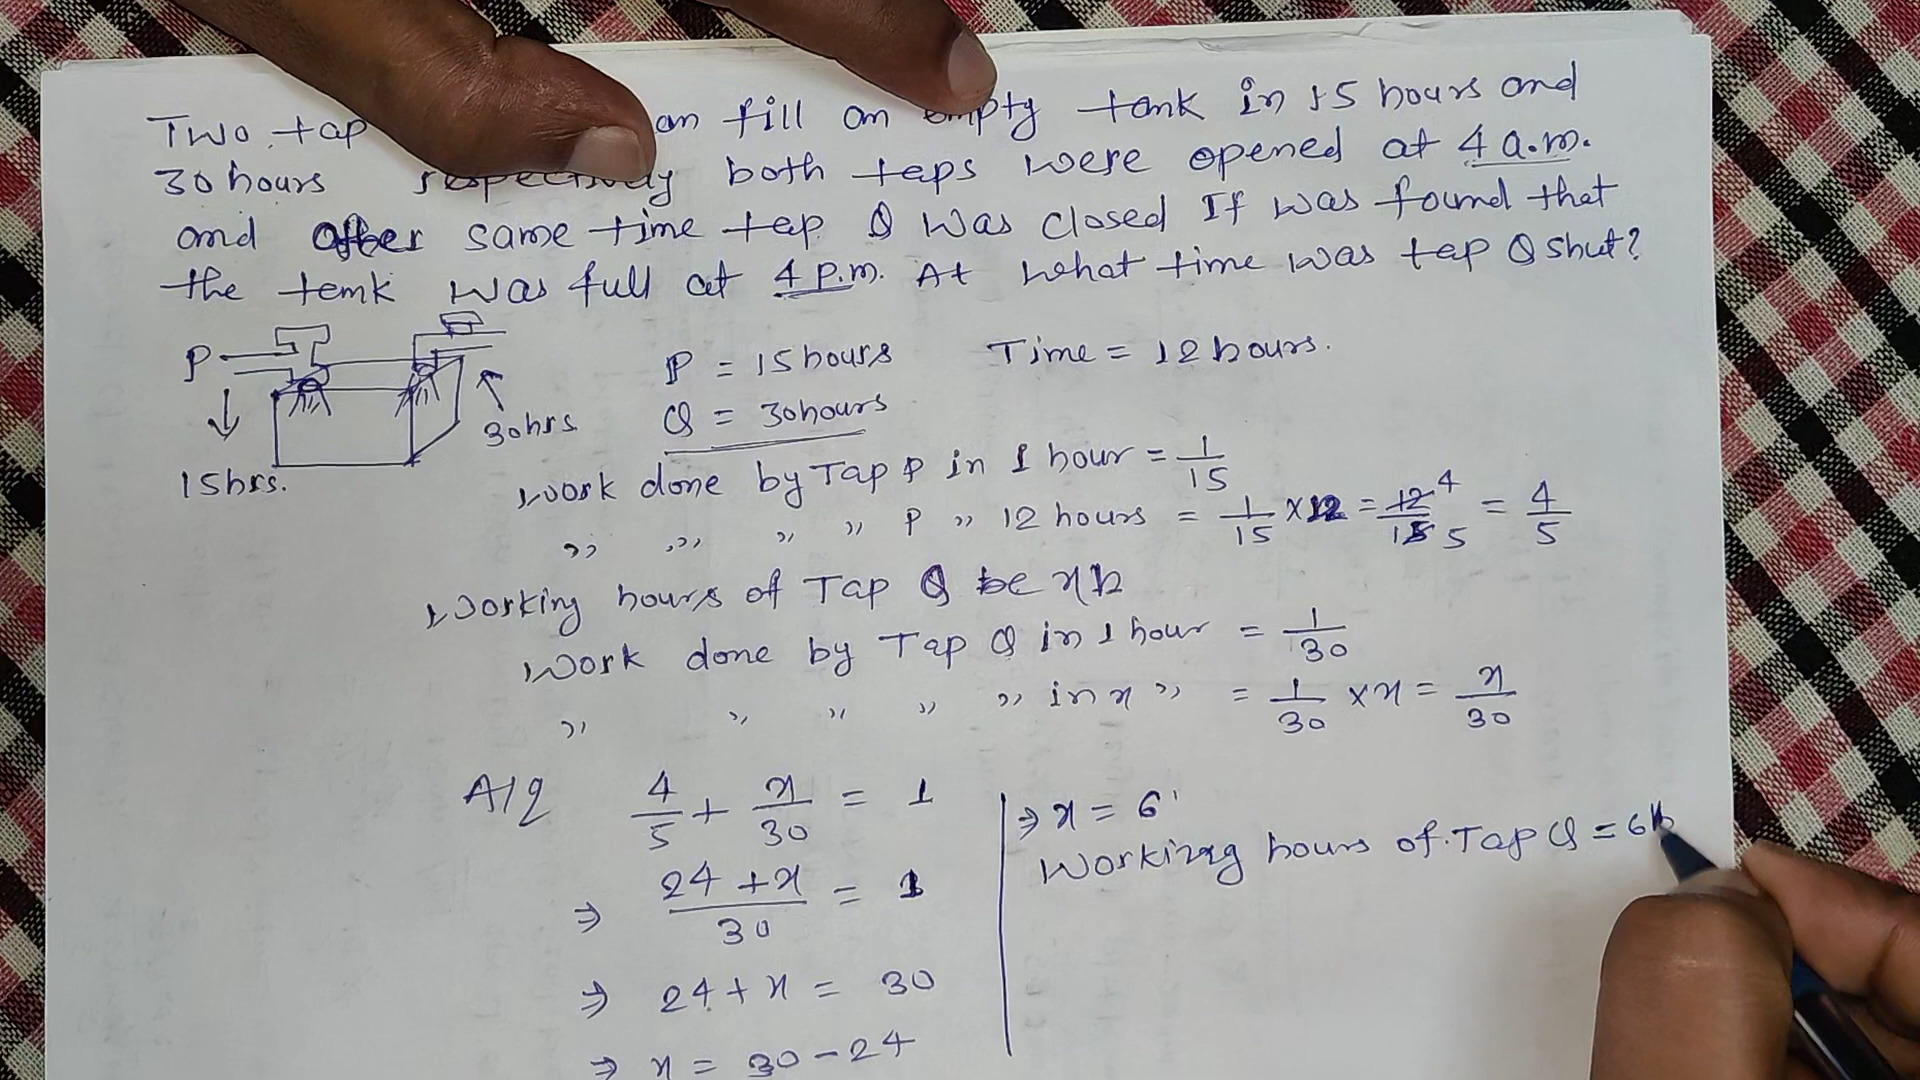 Two tap an fill an empty tank in 15 hours and
30 hours respectively both taps were opened at 4 a.m.
and after same time tap Q was closed If was found that
the tank was full at 4 p.m. At what time was tap Q shut?
P
15hrs.
30hrs
P = 15 hours Time = 12 hours.
Q = 30 hours
Work done by Tap P in 1 hour = 1/15
,, ,, ,, ,, P ,, 12 hours = 1/15 × 12 = 12/15 4 5 = 4/5
Working hours of Tap Q be x h
Work done by Tap Q in 1 hour = 1/30
,, ,, ,, ,, ,, in x ,, = 1/30 × x = x/30
A/Q 4/5 + x/30 = 1
⇒ (24 + x)/30 = 1
⇒ 24 + x = 30
⇒ x = 30 - 24
⇒ x = 6
Working hours of Tap Q = 6h